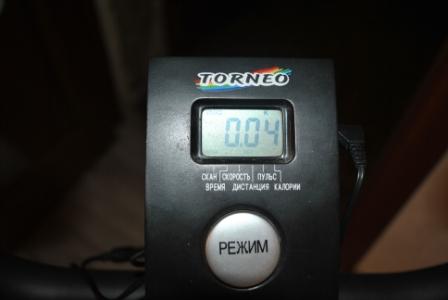 TORNEO
0.04
СКАН СКОРОСТЬ ПУЛЬС
ВРЕМЯ ДИСТАНЦИЯ КАЛОРИИ
РЕЖИМ